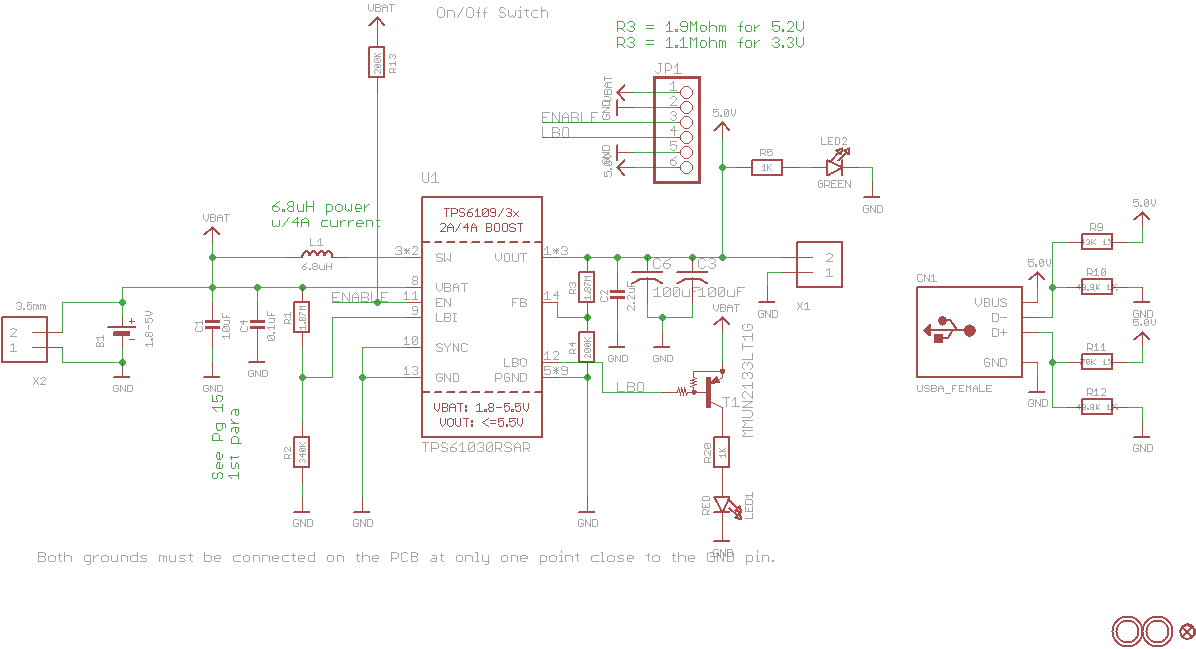 VBAT
On/Off Switch
R3 = 1.9Mohm for 5.2V
R3 = 1.1Mohm for 3.3V
200K
R13
JP1
VBAT
GND
ENABLE
LBO
GND
5.0V
1
2
3
4
5
6
5.0V
R5
1K
LED2
GREEN
GND
U1
TPS6109/3x
2A/4A BOOST
6.8uH power
w/4A current
VBAT
L1
6.8uH
3*2
SW
VOUT
1*3
8
VBAT
ENABLE
11
EN
FB
14
9
LBI
10
SYNC
LBO
12
13
GND
PGND
5*9
VBAT: 1.8-5.5V
VOUT: <=5.5V
TPS61030RSAR
3.5mm
2
1
X2
B1
+
-
1.8-5V
GND
C1
10uF
GND
C4
0.1uF
GND
R1
1.87M
R2
340K
GND
GND
See Pg 15
1st para
R3
1.87M
R4
200K
GND
C2
2.2uF
GND
C6
100uF
C3
100uF
GND
VBAT
LBO
T1
MMUN2133LT1G
R20
1K
RED
LED1
GND
2
1
X1
GND
CN1
VBUS
D-
D+
GND
USBA_FEMALE
5.0V
GND
5.0V
R9
R10
49.9K 1%
GND
5.0V
R11
R12
49.9K 1%
GND
Both grounds must be connected on the PCB at only one point close to the GND pin.